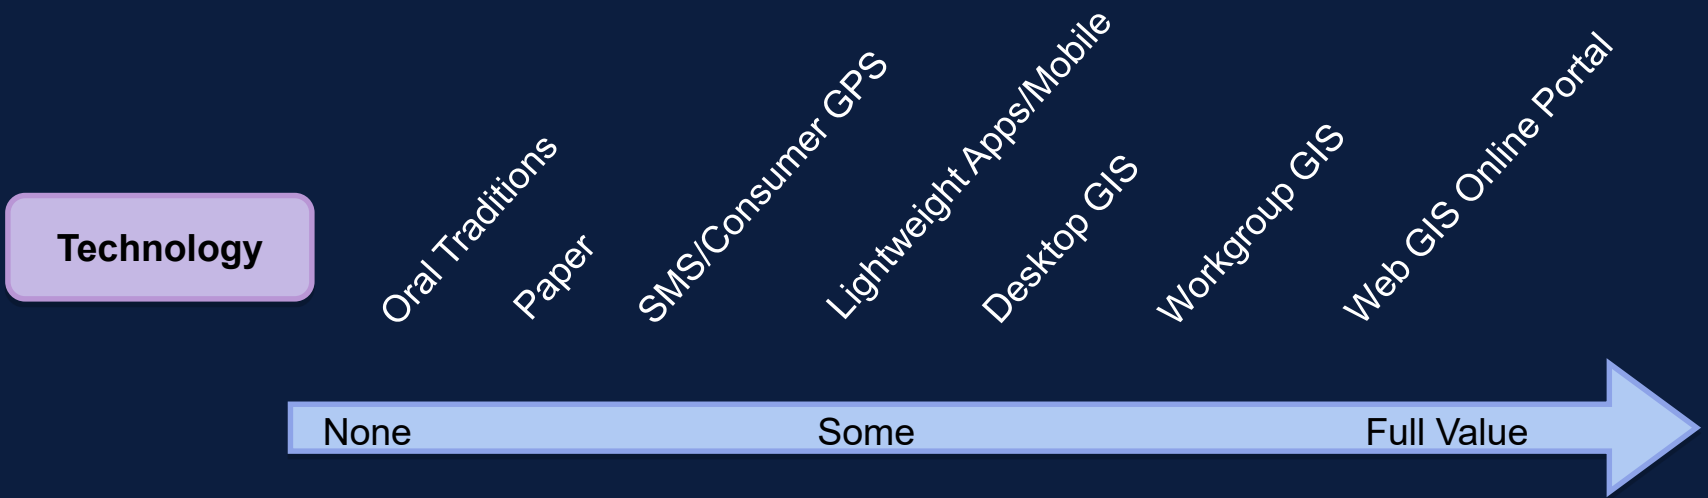 Technology
Oral Traditions
Paper
SMS/Consumer GPS
Lightweight Apps/Mobile
Desktop GIS
Workgroup GIS
Web GIS Online Portal
None
Some
Full Value